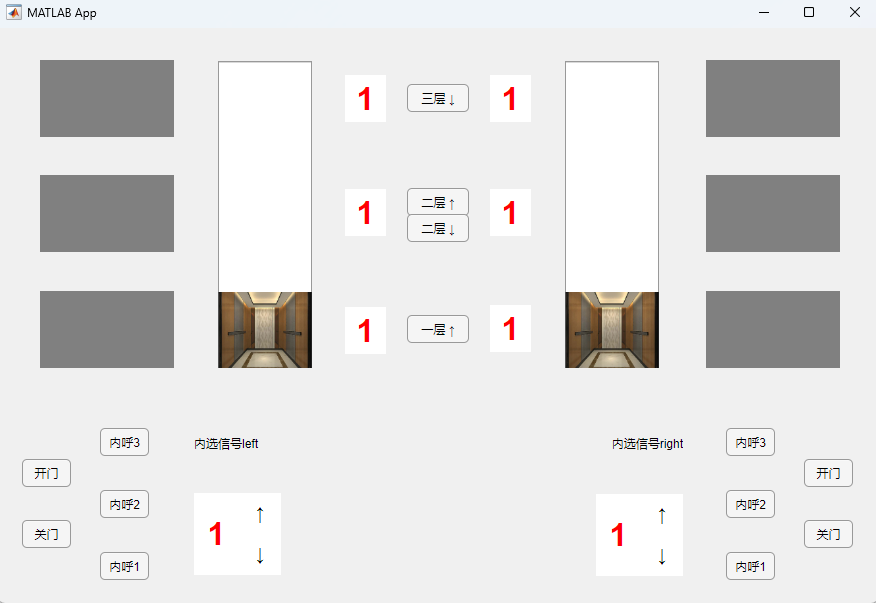 MATLAB App
1 三层↓ 1
1 二层↑ 1
二层↓
1 一层↑ 1
内呼3 内选信号left 内选信号right 内呼3
开门 开门
内呼2 内呼2
1 ↑ 1 ↑
关门 关门
↓ ↓
内呼1 内呼1